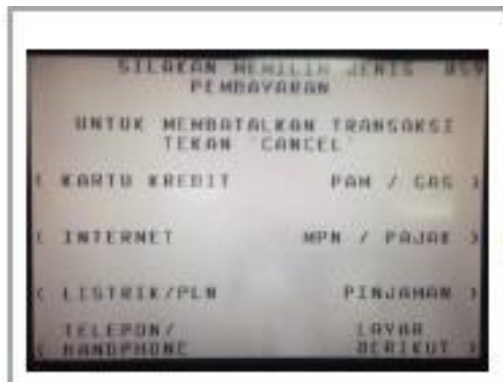 SILAKAN MEMILIH JENIS 059
PEMBAYARAN
UNTUK MEMBATALKAN TRANSAKSI
TEKAN 'CANCEL'
< KARTU KREDIT PAM / GAS >
< INTERNET MPN / PAJAK >
< LISTRIK/PLN PINJAMAN >
TELEPON/ LAYAR
< HANDPHONE BERIKUT >